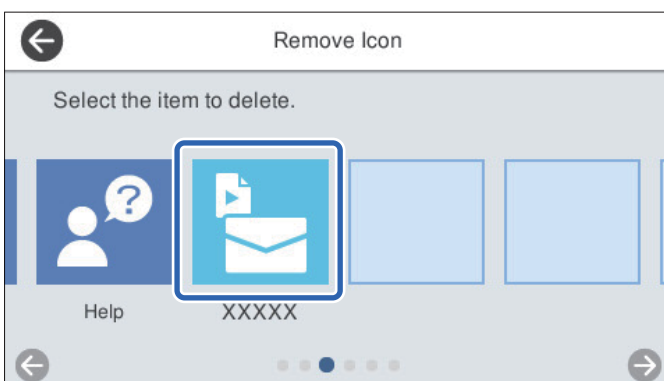 Remove Icon
Select the item to delete.
?
Help
XXXXX